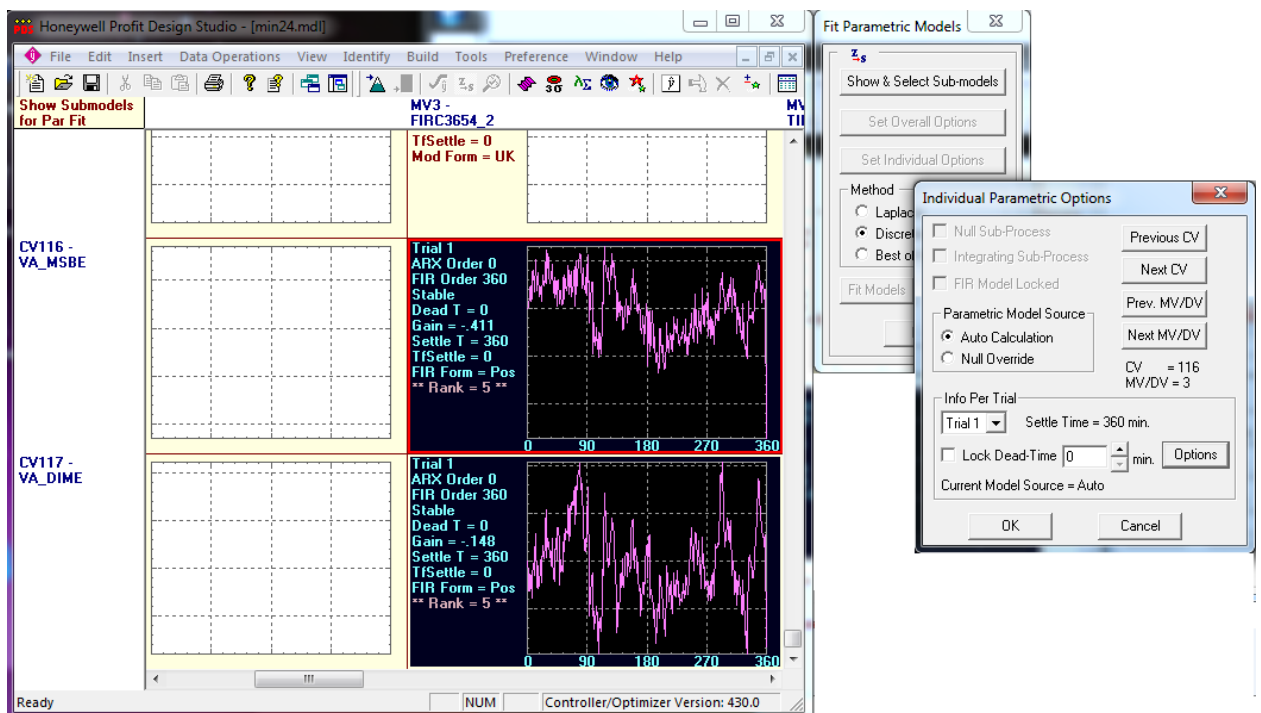 Honeywell Profit Design Studio - [min24.mdl]
File Edit Insert Data Operations View Identify Build Tools Preference Window Help
Show Submodels
for Par Fit
MV3 -
FIRC3654_2
TfSettle = 0
Mod Form = UK
CV116 -
VA_MSBE
Trial 1
ARX Order 0
FIR Order 360
Stable
Dead T = 0
Gain = -.411
Settle T = 360
TfSettle = 0
FIR Form = Pos
** Rank = 5 **
0 90 180 270 360
CV117 -
VA_DIME
Trial 1
ARX Order 0
FIR Order 360
Stable
Dead T = 0
Gain = -.148
Settle T = 360
TfSettle = 0
FIR Form = Pos
** Rank = 5 **
0 90 180 270 360
Ready
NUM
Controller/Optimizer Version: 430.0
Fit Parametric Models
Show & Select Sub-models
Set Overall Options
Set Individual Options
Method
Laplac
Discret
Best of
Fit Models
Individual Parametric Options
Null Sub-Process
Integrating Sub-Process
FIR Model Locked
Previous CV
Next CV
Prev. MV/DV
Next MV/DV
Parametric Model Source
Auto Calculation
Null Override
CV = 116
MV/DV = 3
Info Per Trial
Trial 1 Settle Time = 360 min.
Lock Dead-Time 0 min. Options
Current Model Source = Auto
OK Cancel